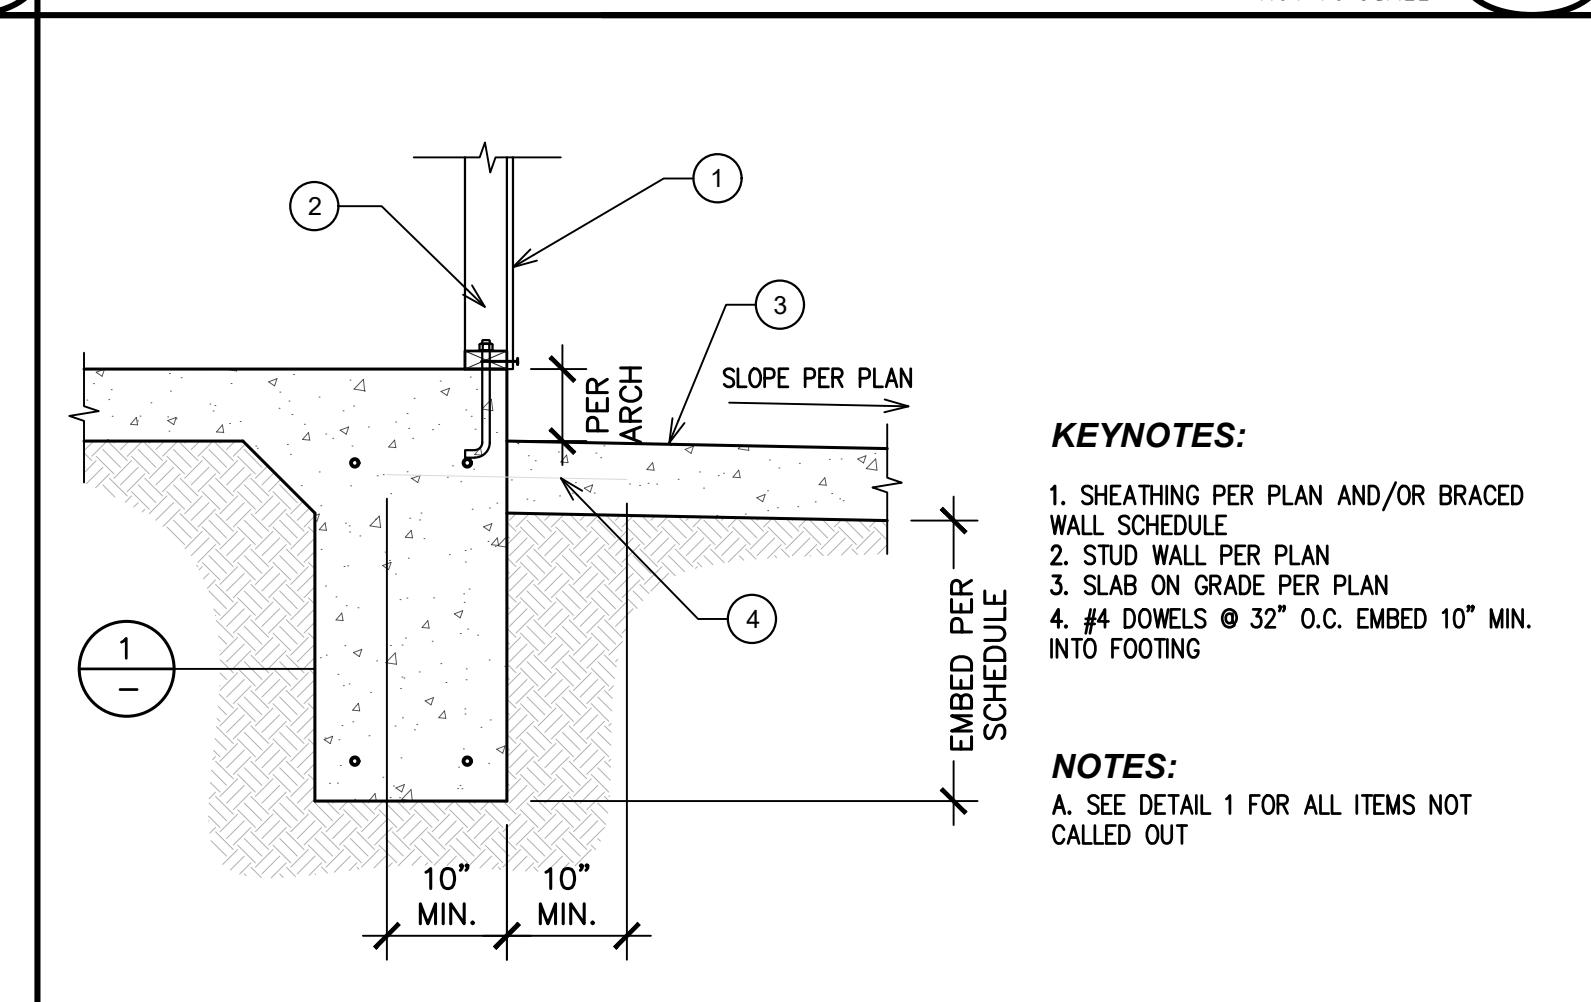 1
2
3
PER
ARCH
SLOPE PER PLAN
4
1
–
EMBED PER
SCHEDULE
10”
MIN.
10”
MIN.
KEYNOTES:
1. SHEATHING PER PLAN AND/OR BRACED
WALL SCHEDULE
2. STUD WALL PER PLAN
3. SLAB ON GRADE PER PLAN
4. #4 DOWELS @ 32” O.C. EMBED 10” MIN.
INTO FOOTING
NOTES:
A. SEE DETAIL 1 FOR ALL ITEMS NOT
CALLED OUT